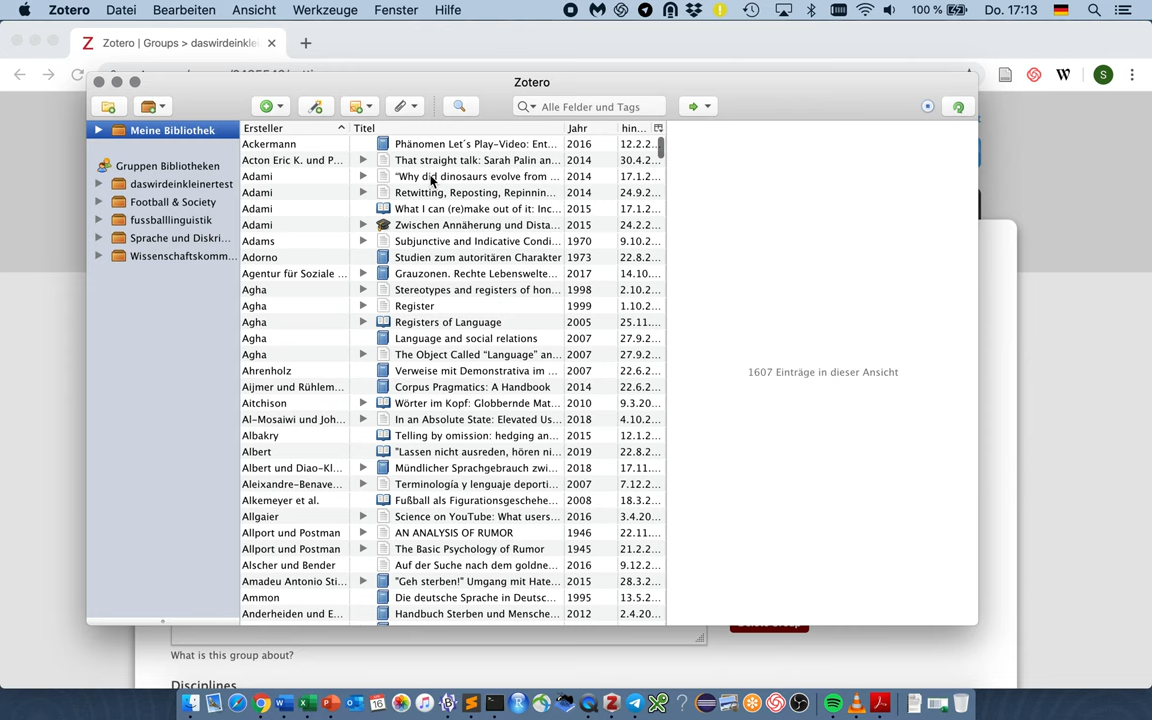 Zotero Datei Bearbeiten Ansicht Werkzeuge Fenster Hilfe 100 % Do. 17:13
Zotero | Groups > daswirdeinkle
Zotero
Alle Felder und Tags
Meine Bibliothek
Gruppen Bibliotheken
daswirdeinkleinertest
Football & Society
fussballlinguistik
Sprache und Diskri...
Wissenschaftskomm...
Ersteller Titel Jahr hin...
Ackermann Phänomen Let´s Play-Video: Ent... 2016 12.2.2...
Acton Eric K. und P... That straight talk: Sarah Palin an... 2014 30.4.2...
Adami "Why did dinosaurs evolve from ... 2014 17.1.2...
Adami Retwitting, Reposting, Repinnin... 2014 24.9.2...
Adami What I can (re)make out of it: Inc... 2015 17.1.2...
Adami Zwischen Annäherung und Dista... 2015 24.2.2...
Adams Subjunctive and Indicative Condi... 1970 9.10.2...
Adorno Studien zum autoritären Charakter 1973 22.8.2...
Agentur für Soziale ... Grauzonen. Rechte Lebenswelte... 2017 14.10....
Agha Stereotypes and registers of hon... 1998 2.10.2...
Agha Register 1999 1.10.2...
Agha Registers of Language 2005 25.11....
Agha Language and social relations 2007 27.9.2...
Agha The Object Called “Language” an... 2007 27.9.2...
Ahrenholz Verweise mit Demonstrativa im ... 2007 22.6.2...
Aijmer und Rühlem... Corpus Pragmatics: A Handbook 2014 22.6.2...
Aitchison Wörter im Kopf: Globbernde Mat... 2010 9.3.20...
Al-Mosaiwi und Joh... In an Absolute State: Elevated Us... 2018 4.10.2...
Albakry Telling by omission: hedging an... 2015 12.1.2...
Albert "Lassen nicht ausreden, hören ni... 2019 22.8.2...
Albert und Diao-Kl... Mündlicher Sprachgebrauch zwi... 2018 17.11....
Aleixandre-Benave... Terminología y lenguaje deporti... 2007 7.12.2...
Alkemeyer et al. Fußball als Figurationsgeschehe... 2008 18.3.2...
Allgaier Science on YouTube: What users... 2016 3.4.20...
Allport und Postman AN ANALYSIS OF RUMOR 1946 22.11....
Allport und Postman The Basic Psychology of Rumor 1945 21.2.2...
Alscher und Bender Auf der Suche nach dem goldne... 2016 9.12.2...
Amadeu Antonio Sti... "Geh sterben!" Umgang mit Hate... 2015 28.3.2...
Ammon Die deutsche Sprache in Deutsc... 1995 13.5.2...
Anderheiden und E... Handbuch Sterben und Mensche... 2012 2.4.20...
1607 Einträge in dieser Ansicht
What is this group about?
Disciplines